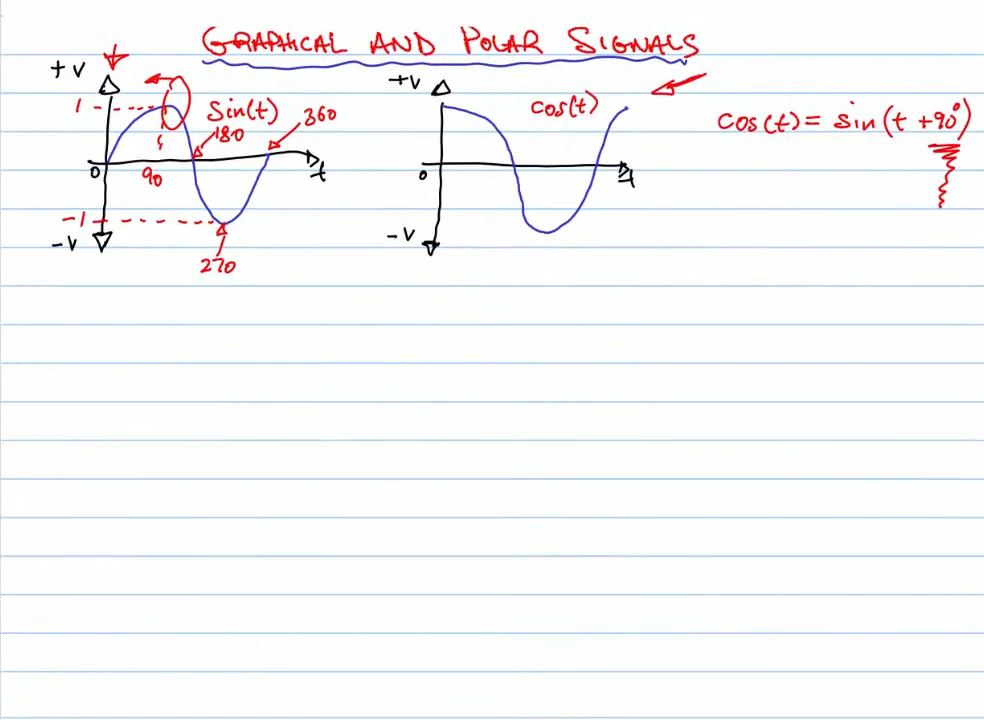 GRAPHICAL AND POLAR SIGNALS
+V
1
sin(t)
180
360
0
90
t
-1
-V
270
+V
cos(t)
0
t
-V
cos(t) = sin(t + 90°)